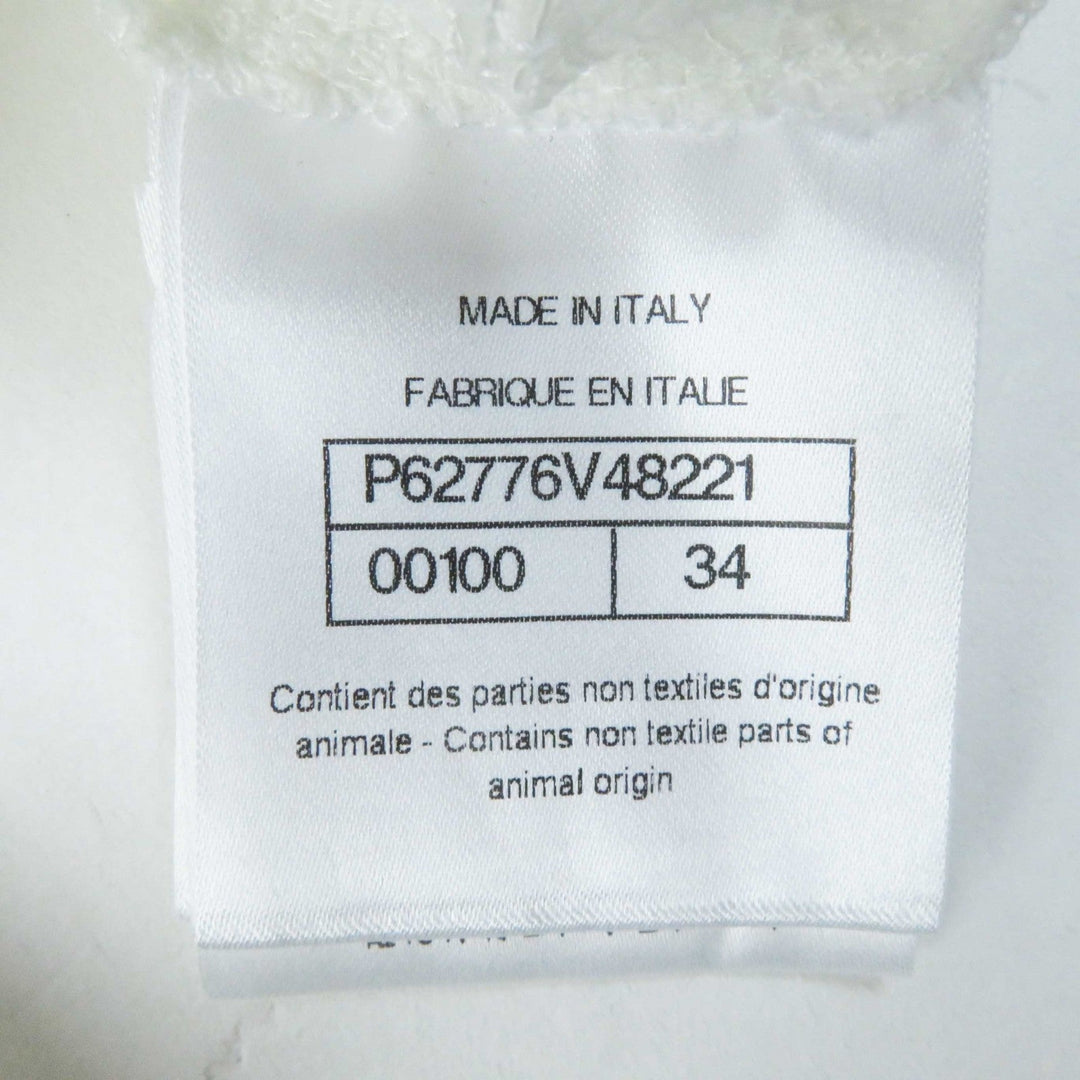 MADE IN ITALY
FABRIQUE EN ITALIE
P62776V48221
00100 34
Contient des parties non textiles d'origine
animale - Contains non textile parts of
animal origin